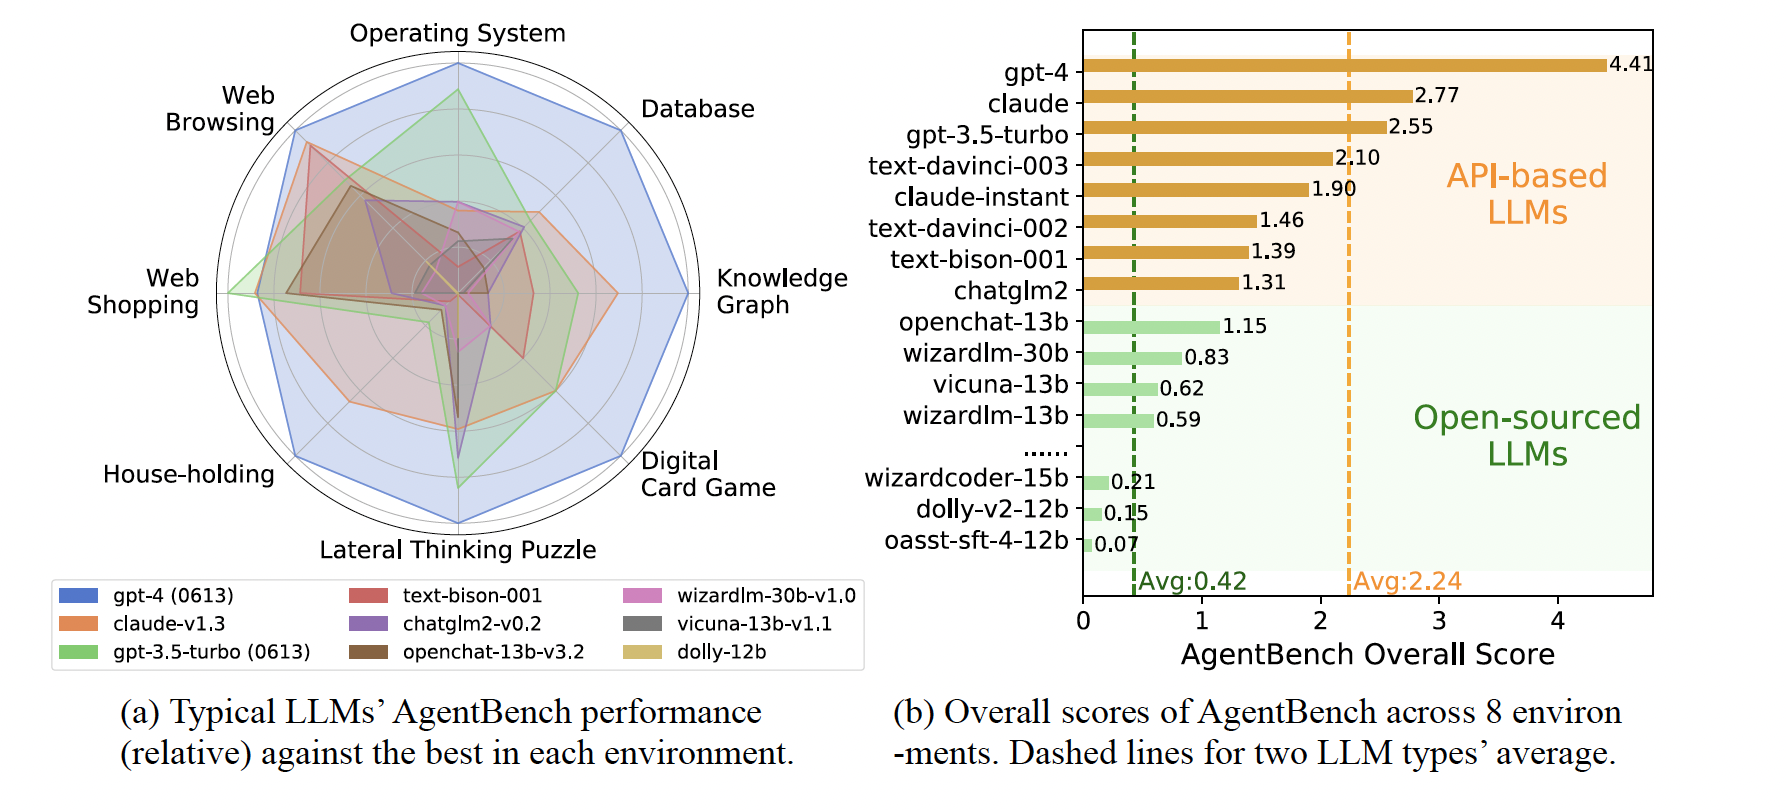 Operating System
Web
Browsing
Database
Web
Shopping
Knowledge
Graph
House-holding
Digital
Card Game
Lateral Thinking Puzzle
gpt-4 (0613)
claude-v1.3
gpt-3.5-turbo (0613)
text-bison-001
chatglm2-v0.2
openchat-13b-v3.2
wizardlm-30b-v1.0
vicuna-13b-v1.1
dolly-12b
(a) Typical LLMs’ AgentBench performance
(relative) against the best in each environment.
gpt-4 4.41
claude 2.77
gpt-3.5-turbo 2.55
text-davinci-003 2.10
claude-instant 1.90
text-davinci-002 1.46
text-bison-001 1.39
chatglm2 1.31
openchat-13b 1.15
wizardlm-30b 0.83
vicuna-13b 0.62
wizardlm-13b 0.59
......
wizardcoder-15b 0.21
dolly-v2-12b 0.15
oasst-sft-4-12b 0.07
API-based
LLMs
Open-sourced
LLMs
Avg:0.42 Avg:2.24
0 1 2 3 4
AgentBench Overall Score
(b) Overall scores of AgentBench across 8 environ
-ments. Dashed lines for two LLM types’ average.